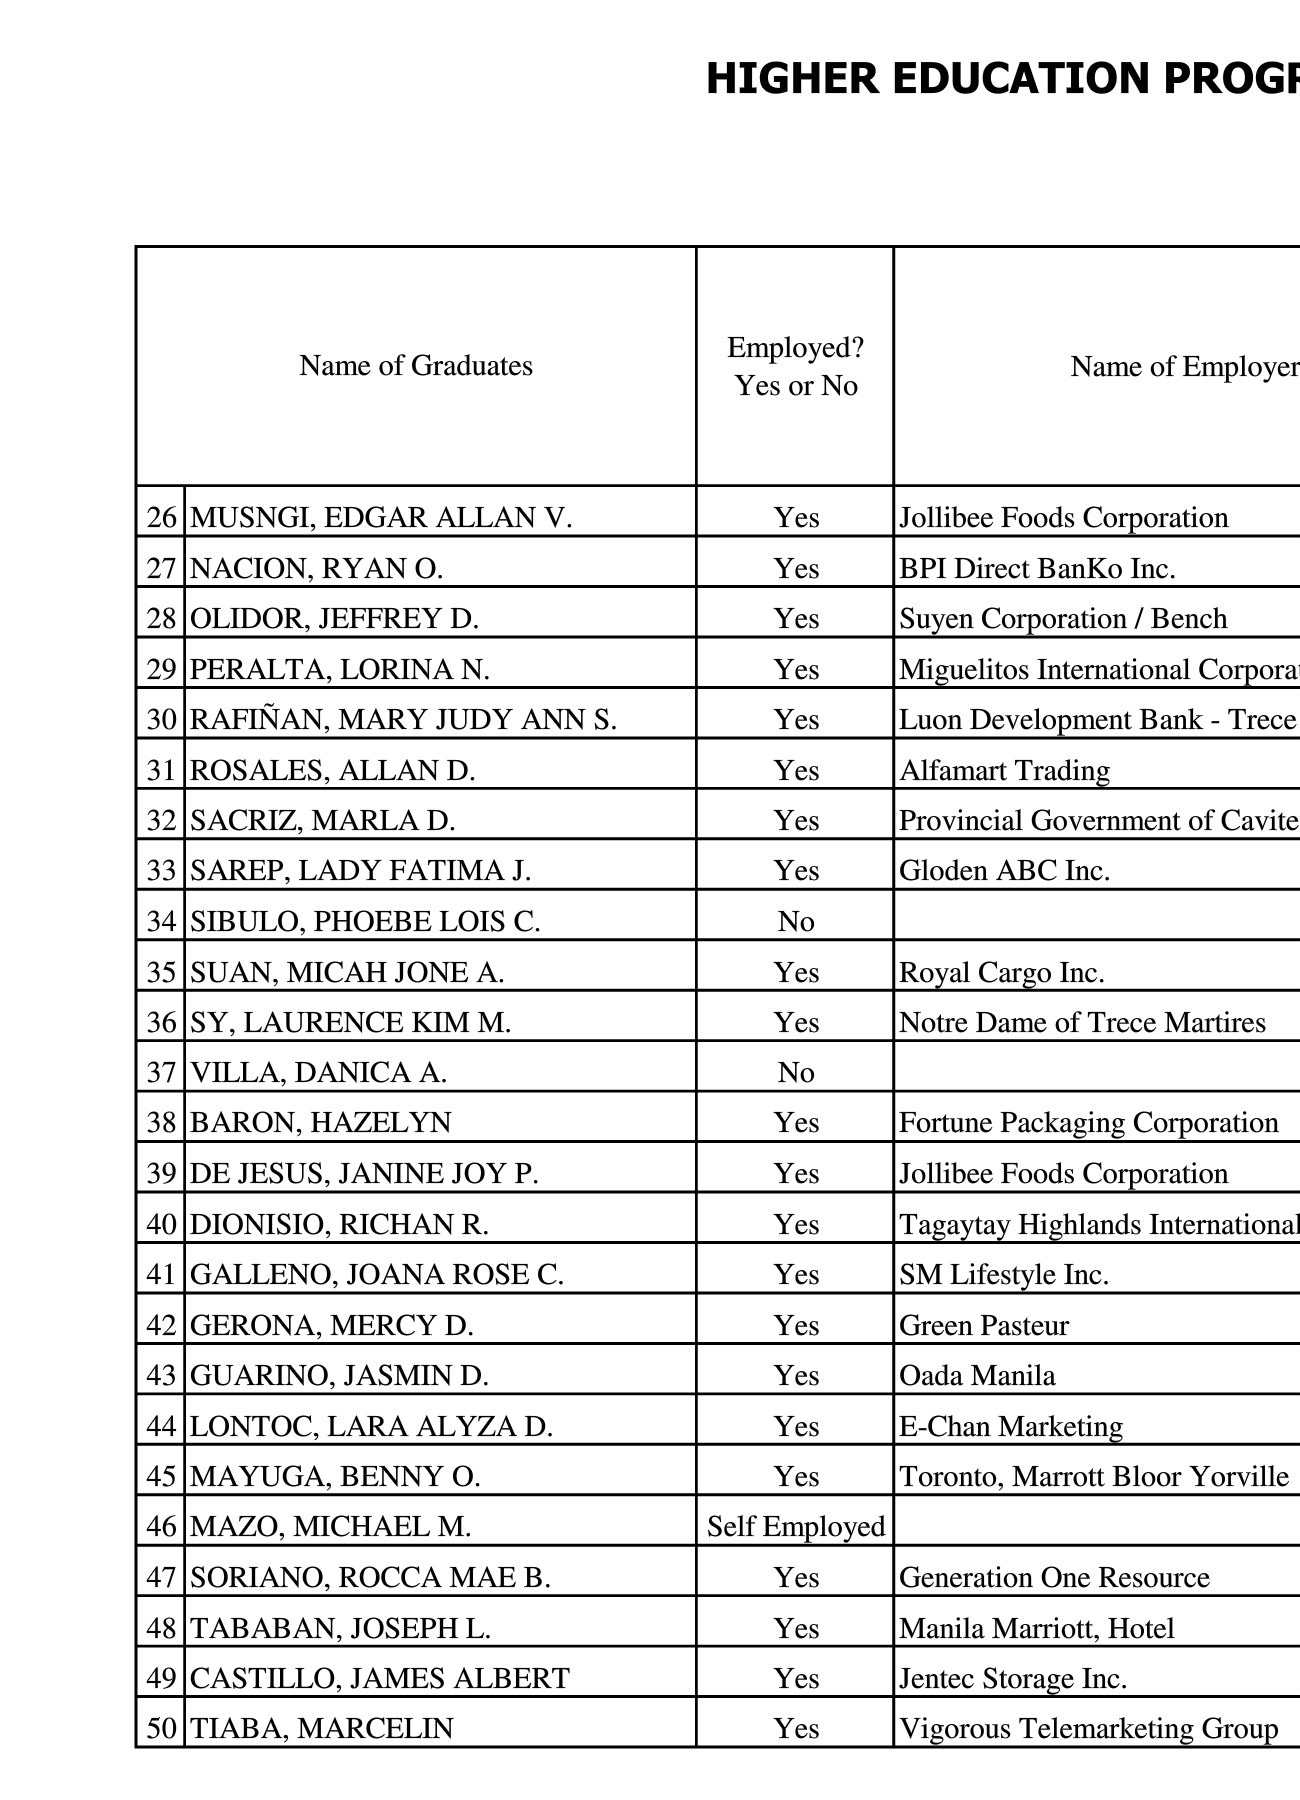 HIGHER EDUCATION
Name of Graduates
Employed?
Yes or No
Name of Employer
26 MUSNGI, EDGAR ALLAN V. Yes Jollibee Foods Corporation
27 NACION, RYAN O. Yes BPI Direct BanKo Inc.
28 OLIDOR, JEFFREY D. Yes Suyen Corporation / Bench
29 PERALTA, LORINA N. Yes Miguelitos International
30 RAFIÑAN, MARY JUDY ANN S. Yes Luon Development Bank - Trece
31 ROSALES, ALLAN D. Yes Alfamart Trading
32 SACRIZ, MARLA D. Yes Provincial Government of Cavite
33 SAREP, LADY FATIMA J. Yes Gloden ABC Inc.
34 SIBULO, PHOEBE LOIS C. No
35 SUAN, MICAH JONE A. Yes Royal Cargo Inc.
36 SY, LAURENCE KIM M. Yes Notre Dame of Trece Martires
37 VILLA, DANICA A. No
38 BARON, HAZELYN Yes Fortune Packaging Corporation
39 DE JESUS, JANINE JOY P. Yes Jollibee Foods Corporation
40 DIONISIO, RICHAN R. Yes Tagaytay Highlands International
41 GALLENO, JOANA ROSE C. Yes SM Lifestyle Inc.
42 GERONA, MERCY D. Yes Green Pasteur
43 GUARINO, JASMIN D. Yes Oada Manila
44 LONTOC, LARA ALYZA D. Yes E-Chan Marketing
45 MAYUGA, BENNY O. Yes Toronto, Marrott Bloor Yorville
46 MAZO, MICHAEL M. Self Employed
47 SORIANO, ROCCA MAE B. Yes Generation One Resource
48 TABABAN, JOSEPH L. Yes Manila Marriott, Hotel
49 CASTILLO, JAMES ALBERT Yes Jentec Storage Inc.
50 TIABA, MARCELIN Yes Vigorous Telemarketing Group